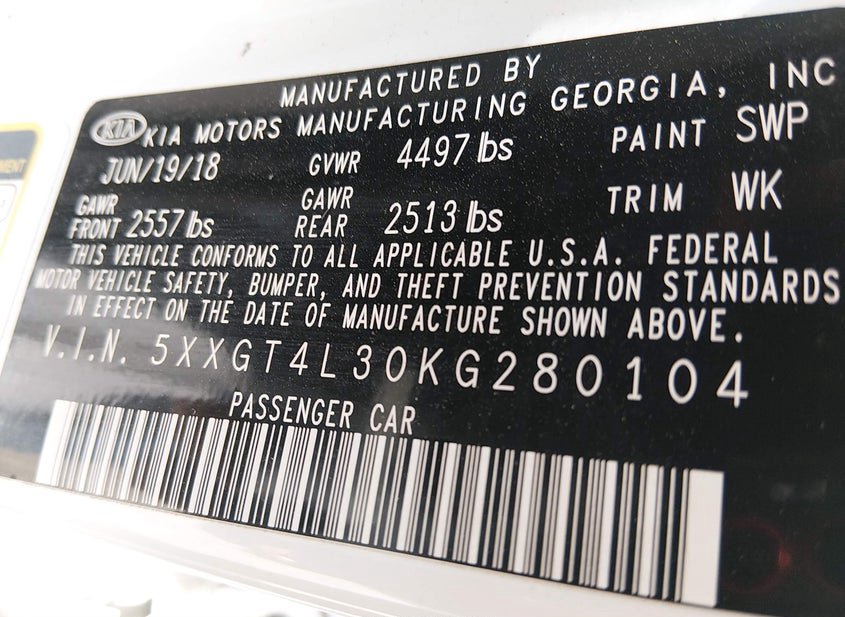 MANUFACTURED BY
KIA KIA MOTORS MANUFACTURING GEORGIA, INC
JUN/19/18 GVWR 4497 lbs PAINT SWP
GAWR FRONT 2557 lbs GAWR REAR 2513 lbs TRIM WK
THIS VEHICLE CONFORMS TO ALL APPLICABLE U.S.A. FEDERAL
MOTOR VEHICLE SAFETY, BUMPER, AND THEFT PREVENTION STANDARDS
IN EFFECT ON THE DATE OF MANUFACTURE SHOWN ABOVE.
V.I.N. 5XXGT4L30KG280104
PASSENGER CAR